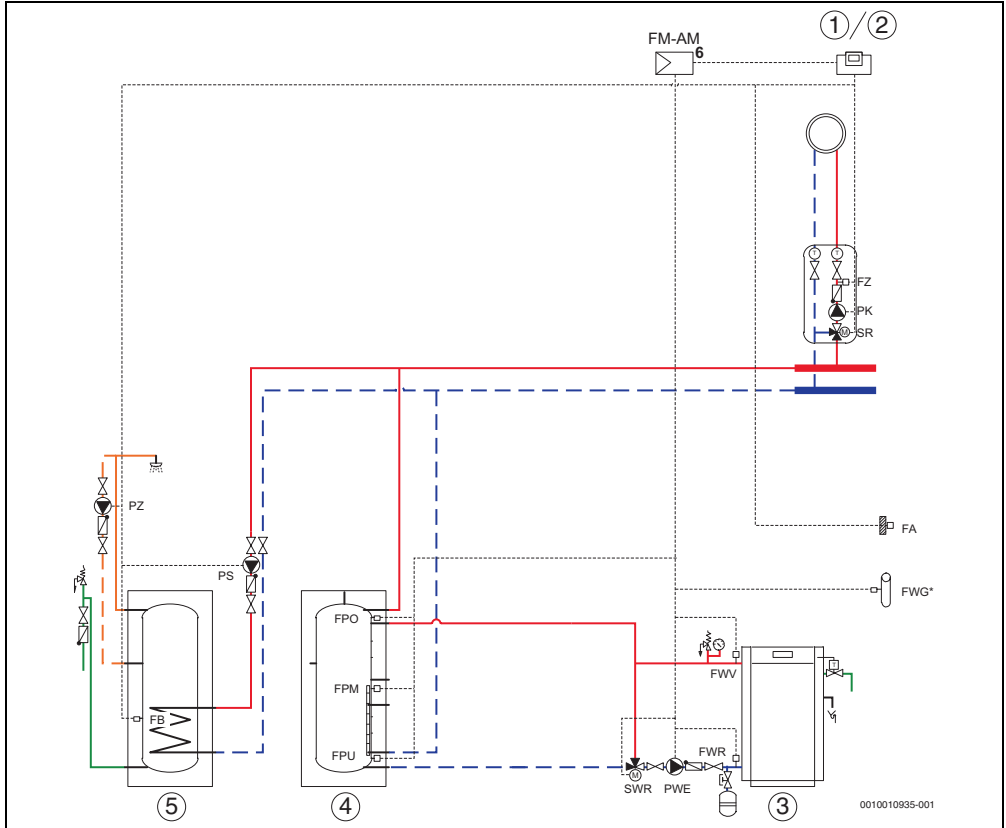 1/2
FM-AM
6
T T
FZ
PK
M SR
PZ
FA
PS
FWG*
FPO
FWV
T
FPM
FB
FPU
FWR
M
SWR PWE
5 4 3
0010010935-001